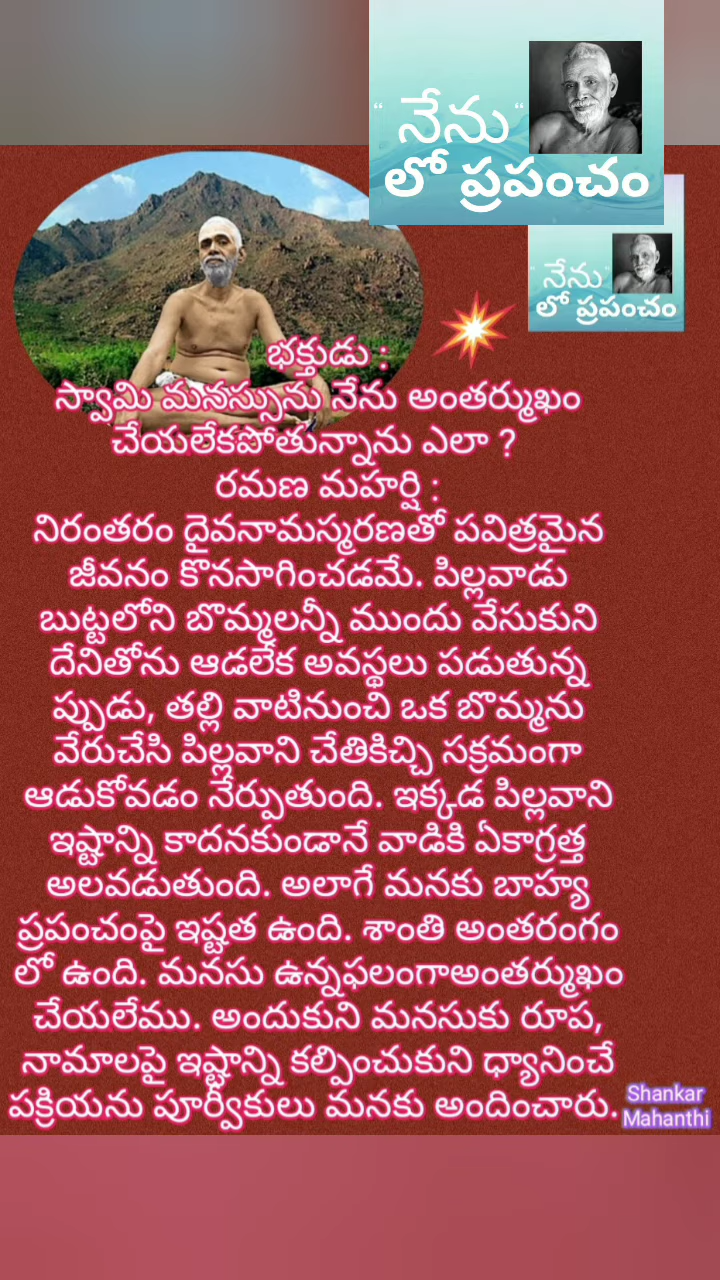 “ నేను “
లో ప్రపంచం
“ నేను “
లో ప్రపంచం
భక్తుడు :
స్వామి మనస్సును నేను అంతర్ముఖం
చేయలేకపోతున్నాను ఎలా ?
రమణ మహర్షి :
నిరంతరం దైవనామస్మరణతో పవిత్రమైన
జీవనం కొనసాగించడమే. పిల్లవాడు
బుట్టలోని బొమ్మలన్నీ ముందు వేసుకుని
దేనితోను ఆడలేక అవస్థలు పడుతున్న
ప్పుడు, తల్లి వాటినుంచి ఒక బొమ్మను
వేరుచేసి పిల్లవాని చేతికిచ్చి సక్రమంగా
ఆడుకోవడం నేర్పుతుంది. ఇక్కడ పిల్లవాని
ఇష్టాన్ని కాదనకుండానే వాడికి ఏకాగ్రత్త
అలవడుతుంది. అలాగే మనకు బాహ్య
ప్రపంచంపై ఇష్టత ఉంది. శాంతి అంతరంగం
లో ఉంది. మనసు ఉన్నఫలంగాఅంతర్ముఖం
చేయలేము. అందుకుని మనసుకు రూప,
నామాలపై ఇష్టాన్ని కల్పించుకుని ధ్యానించే
పక్రియను పూర్వీకులు మనకు అందించారు.
Shankar
Mahanthi